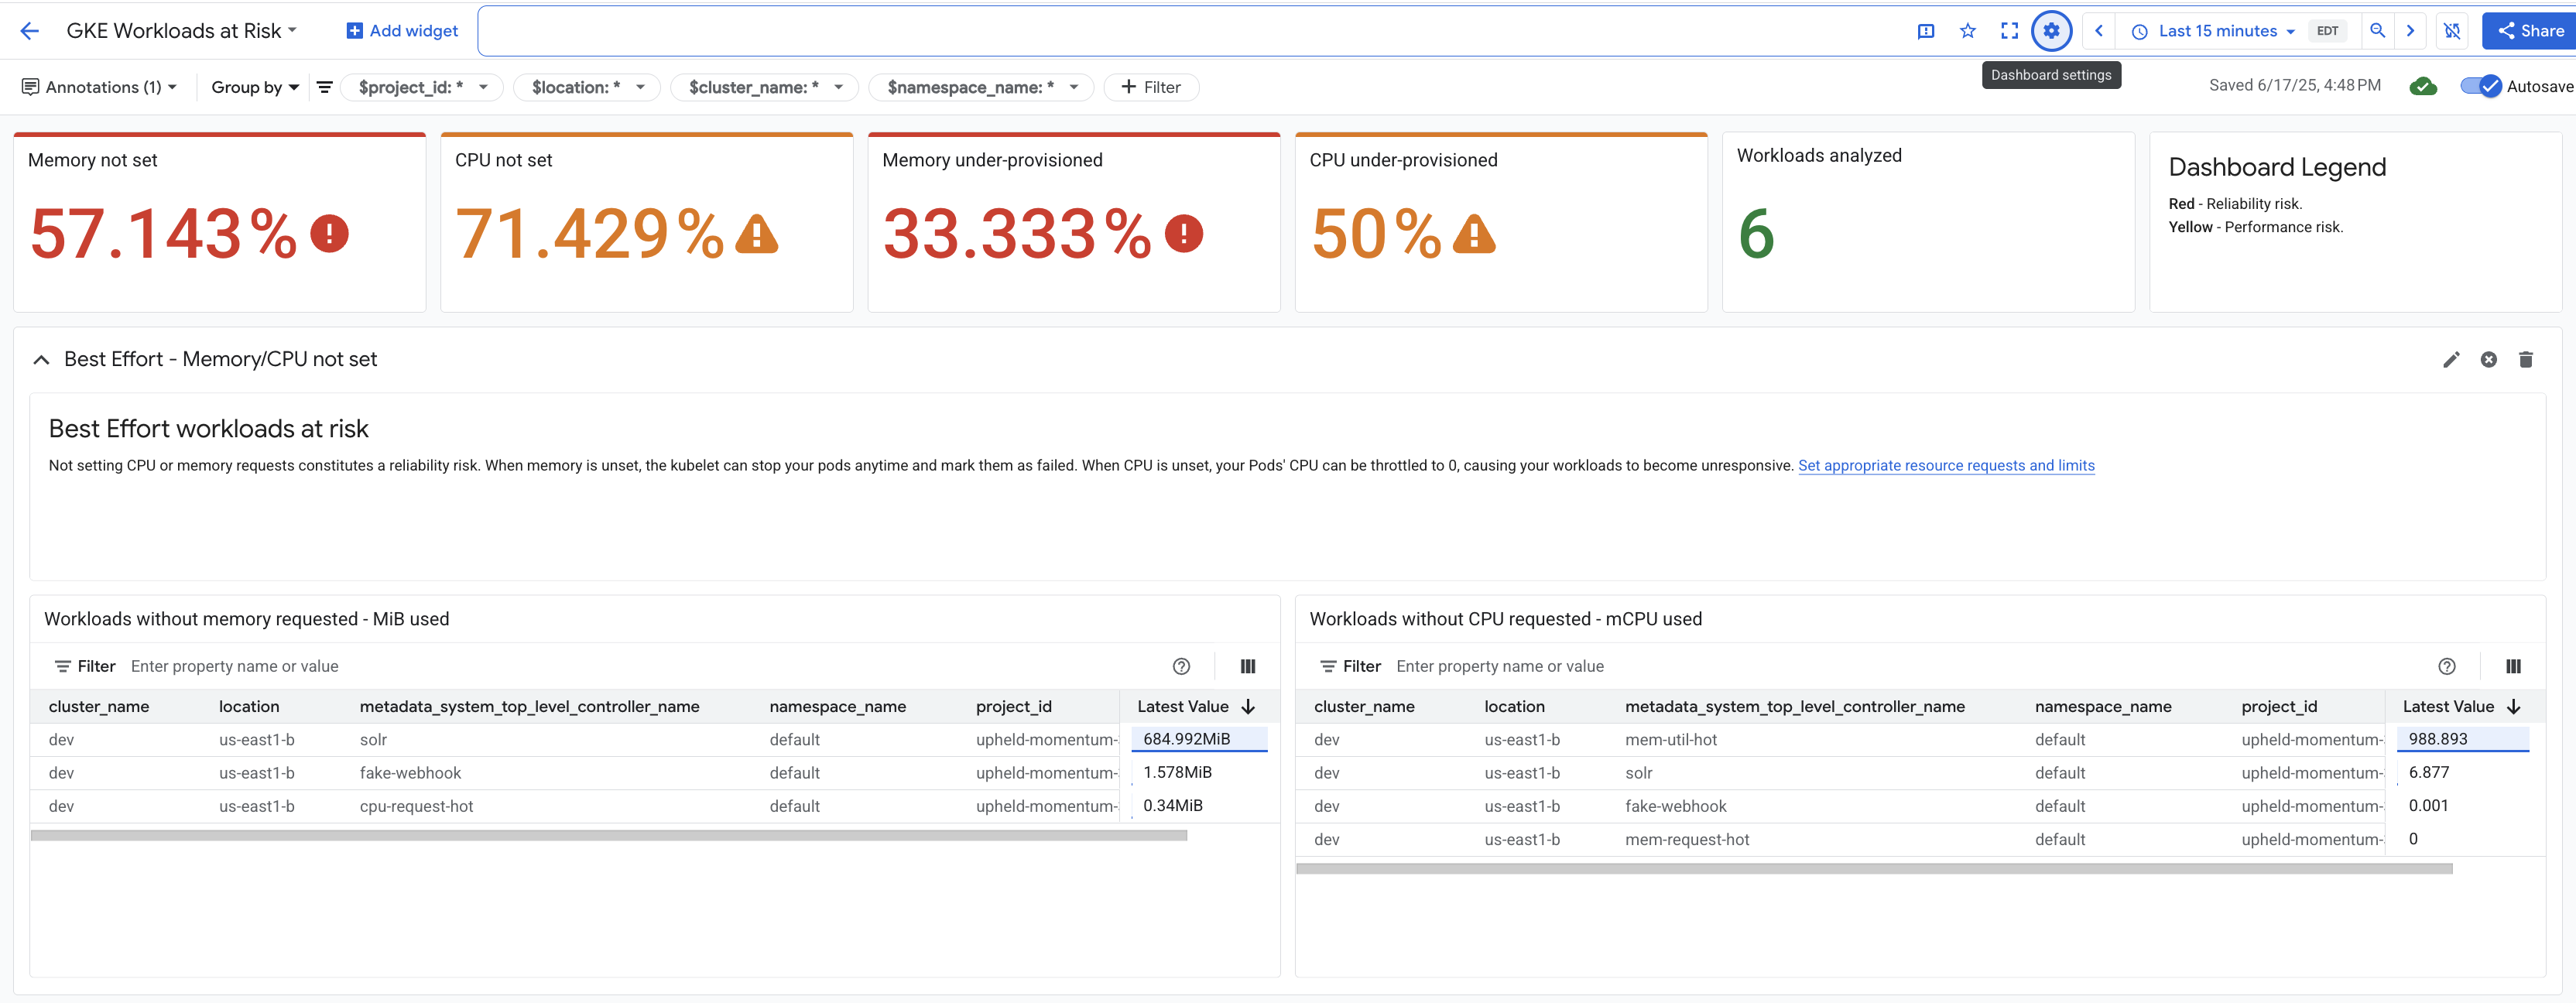 GKE Workloads at Risk
Add widget
Last 15 minutes
EDT
Share
Dashboard settings
Annotations (1)
Group by
$project_id: *
$location: *
$cluster_name: *
$namespace_name: *
Filter
Saved 6/17/25, 4:48 PM
Autosave
Memory not set
57.143%
CPU not set
71.429%
Memory under-provisioned
33.333%
CPU under-provisioned
50%
Workloads analyzed
6
Dashboard Legend
Red - Reliability risk.
Yellow - Performance risk.
Best Effort - Memory/CPU not set
Best Effort workloads at risk
Not setting CPU or memory requests constitutes a reliability risk. When memory is unset, the kubelet can stop your pods anytime and mark them as failed. When CPU is unset, your Pods' CPU can be throttled to 0, causing your workloads to become unresponsive. Set appropriate resource requests and limits
Workloads without memory requested - MiB used
Filter Enter property name or value
cluster_name location metadata_system_top_level_controller_name namespace_name project_id Latest Value
dev us-east1-b solr default upheld-momentum- 684.992MiB
dev us-east1-b fake-webhook default upheld-momentum- 1.578MiB
dev us-east1-b cpu-request-hot default upheld-momentum- 0.34MiB
Workloads without CPU requested - mCPU used
Filter Enter property name or value
cluster_name location metadata_system_top_level_controller_name namespace_name project_id Latest Value
dev us-east1-b mem-util-hot default upheld-momentum- 988.893
dev us-east1-b solr default upheld-momentum- 6.877
dev us-east1-b fake-webhook default upheld-momentum- 0.001
dev us-east1-b mem-request-hot default upheld-momentum- 0